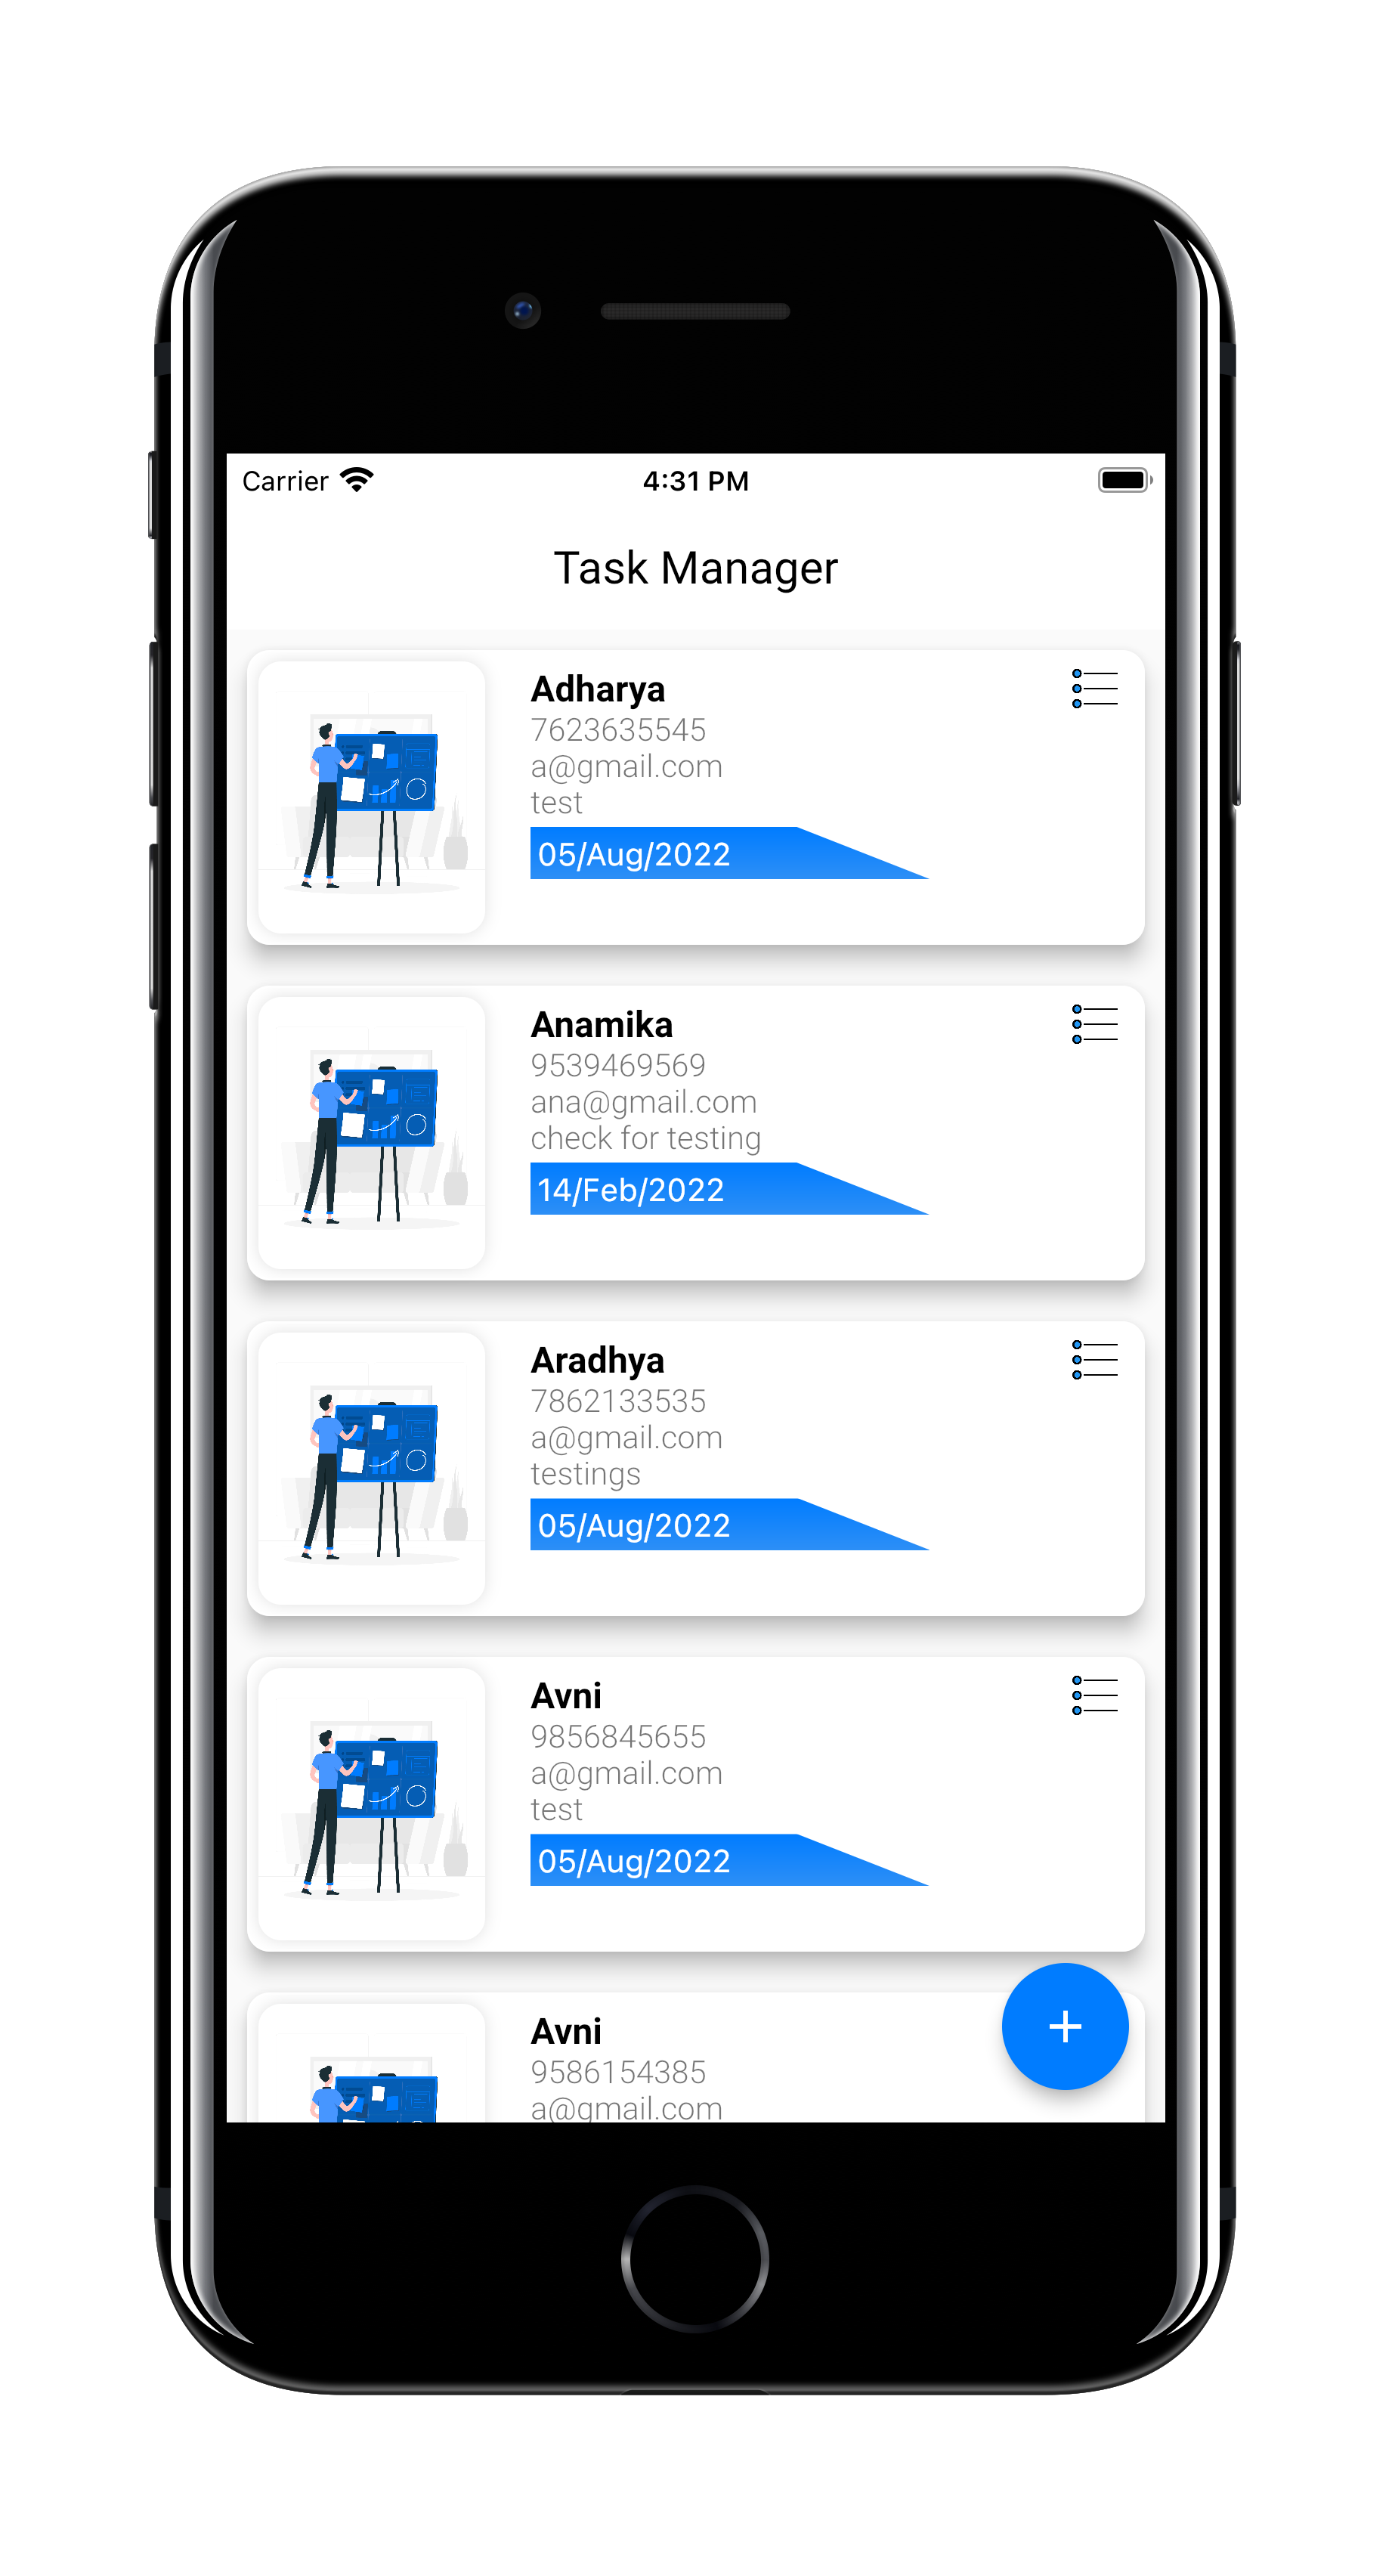 Carrier 4:31 PM
Task Manager
Adharya
7623635545
a@gmail.com
test
05/Aug/2022
Anamika
9539469569
ana@gmail.com
check for testing
14/Feb/2022
Aradhya
7862133535
a@gmail.com
testings
05/Aug/2022
Avni
9856845655
a@gmail.com
test
05/Aug/2022
Avni
9586154385
a@gmail.com